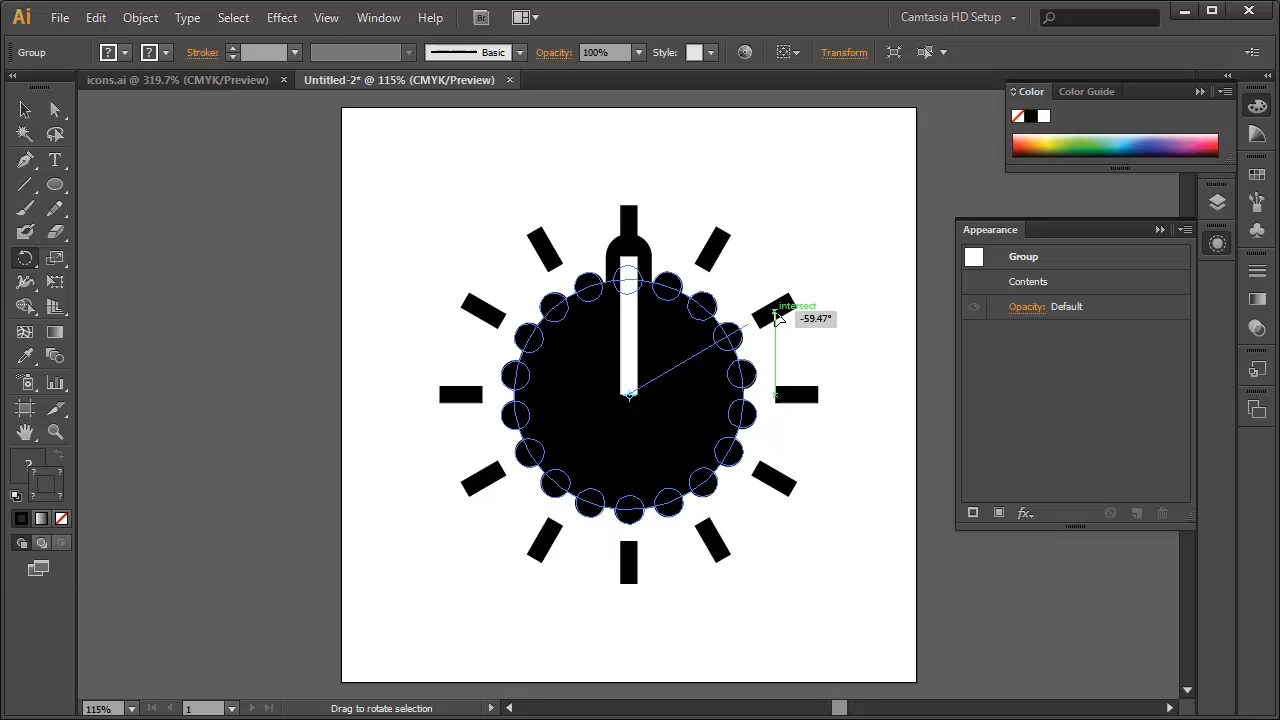 Ai File Edit Object Type Select Effect View Window Help Br Camtasia HD Setup
Group ? ? Stroke: Basic Opacity: 100% Style: Transform
icons.ai @ 319.7% (CMYK/Preview) × Untitled-2* @ 115% (CMYK/Preview) ×
Color Color Guide
Appearance
Group
Contents
Opacity: Default
intersect
-59.47°
T
?
? ?
? ?
fx
115% 1 Drag to rotate selection